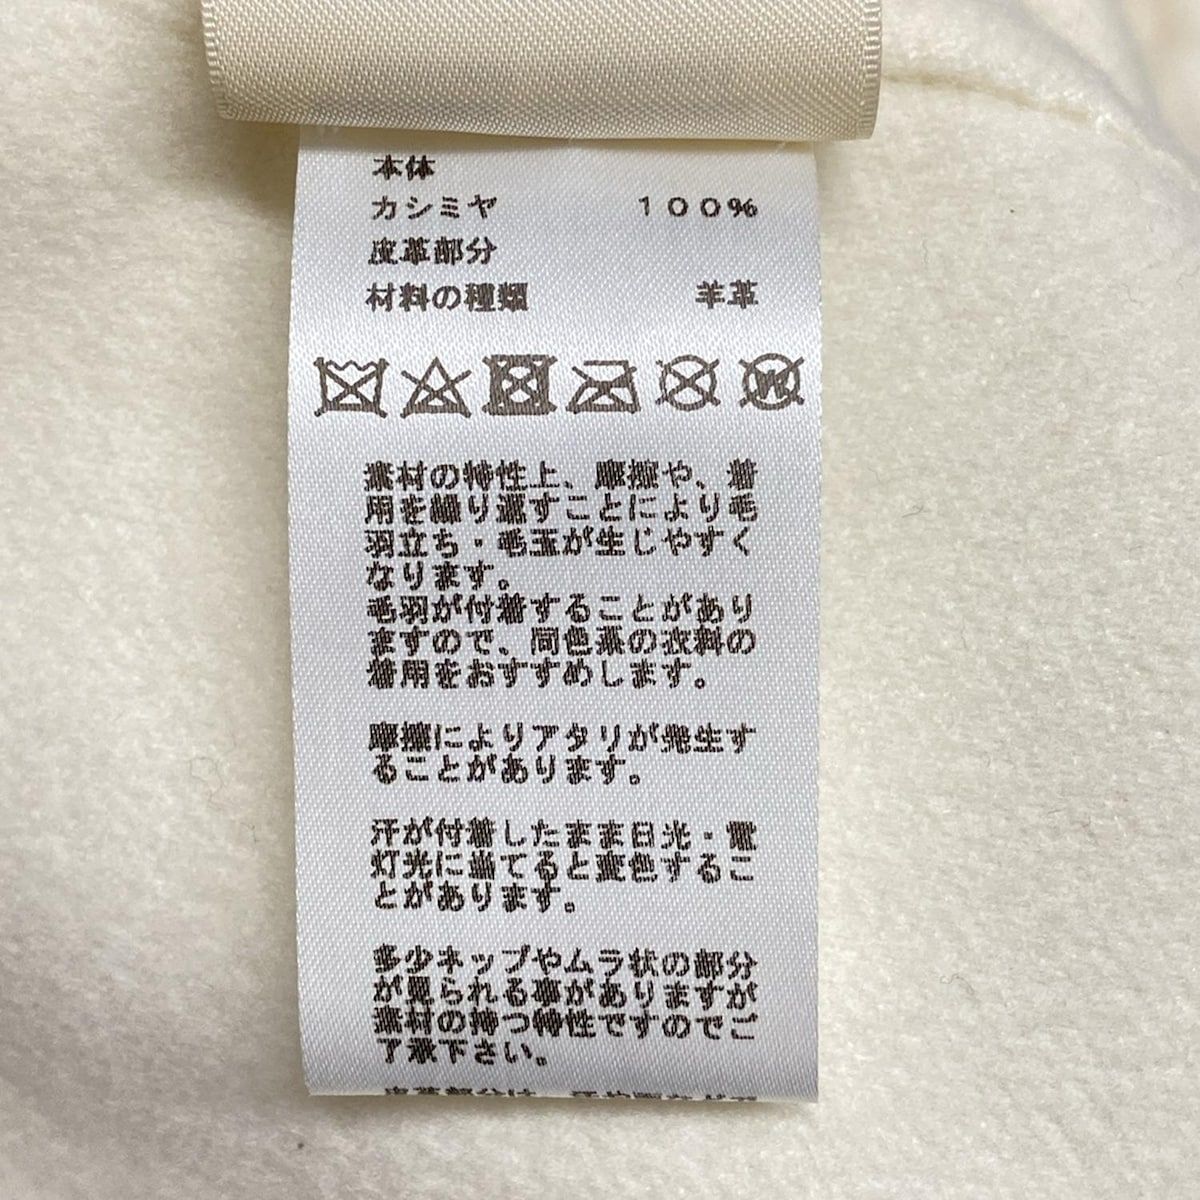 本体
カシミヤ 100%
皮革部分
材料の種類 羊革
W
素材の特性上、摩擦や、着
用を繰り返すことにより毛
羽立ち・毛玉が生じやすく
なります。
毛羽が付着することがあり
ますので、同色系の衣料の
着用をおすすめします。
摩擦によりアタリが発生す
ることがあります。
汗が付着したまま日光・電
灯光に当てると変色するこ
とがあります。
多少ネップやムラ状の部分
が見られる事がありますが
素材の持つ特性ですのでご
了承下さい。
皮革部分は、